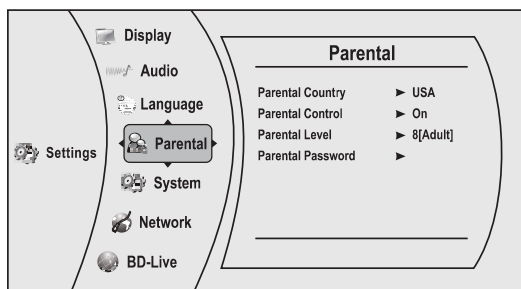 Settings
Display
Audio
Language
Parental
System
Network
BD-Live
Parental
Parental Country ► USA
Parental Control ► On
Parental Level ► 8[Adult]
Parental Password ►